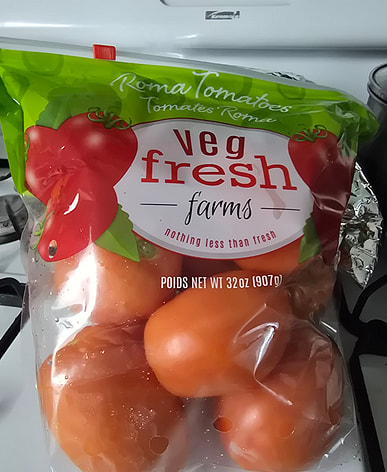 Roma Tomatoes
Tomates Roma
veg
fresh
farms
nothing less than fresh
POIDS NET WT 32oz (907g)